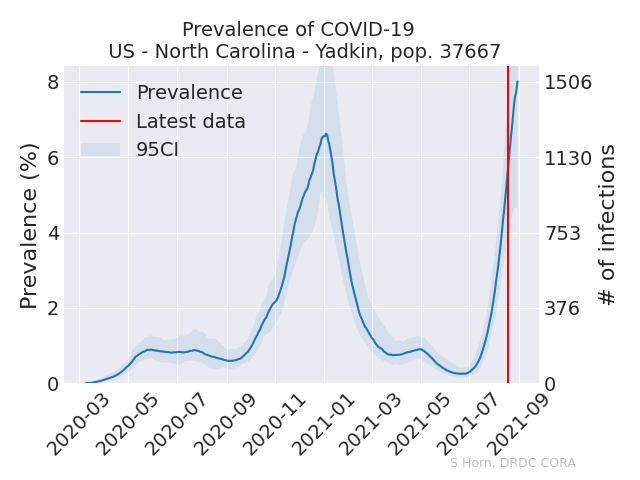 Prevalence of COVID-19
US - North Carolina - Yadkin, pop. 37667
Prevalence
Latest data
95CI
Prevalence (%)
8
6
4
2
0
1506
1130
753
376
0
# of infections
2020-03
2020-05
2020-07
2020-09
2020-11
2021-01
2021-03
2021-05
2021-07
2021-09
S Horn, DRDC CORA